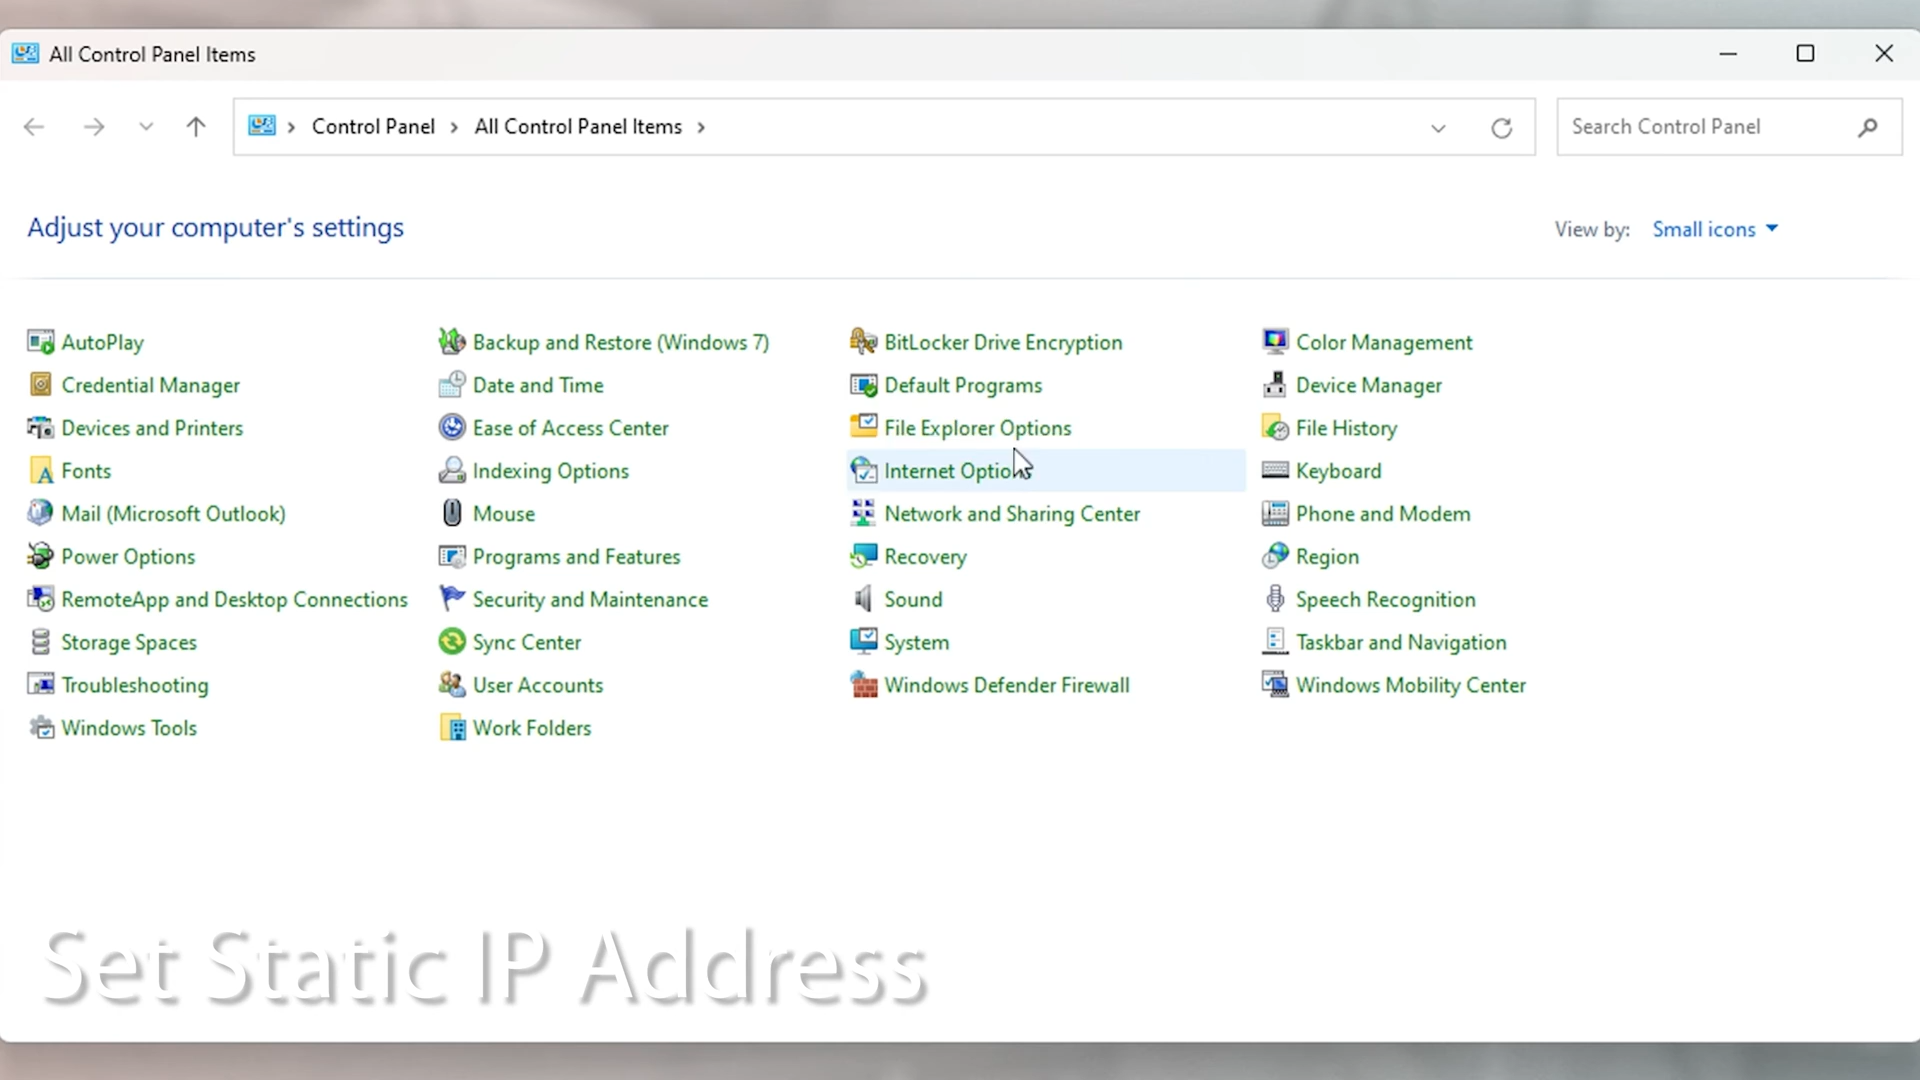 All Control Panel Items
Control Panel
All Control Panel Items
Search Control Panel
Adjust your computer's settings
View by:
Small icons
AutoPlay
Backup and Restore (Windows 7)
BitLocker Drive Encryption
Color Management
Credential Manager
Date and Time
Default Programs
Device Manager
Devices and Printers
Ease of Access Center
File Explorer Options
File History
Fonts
Indexing Options
Internet Options
Keyboard
Mail (Microsoft Outlook)
Mouse
Network and Sharing Center
Phone and Modem
Power Options
Programs and Features
Recovery
Region
RemoteApp and Desktop Connections
Security and Maintenance
Sound
Speech Recognition
Storage Spaces
Sync Center
System
Taskbar and Navigation
Troubleshooting
User Accounts
Windows Defender Firewall
Windows Mobility Center
Windows Tools
Work Folders
Set Static IP Address